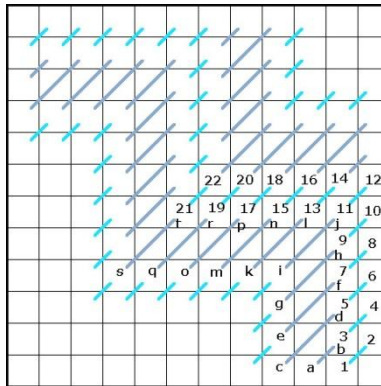 22 20 18 16 14 12
21 19 17 15 13 11 10
t r p n l j
9 8
h
s q o m k i 7 6
f
g 5 4
d
e 3 2
b
c a 1